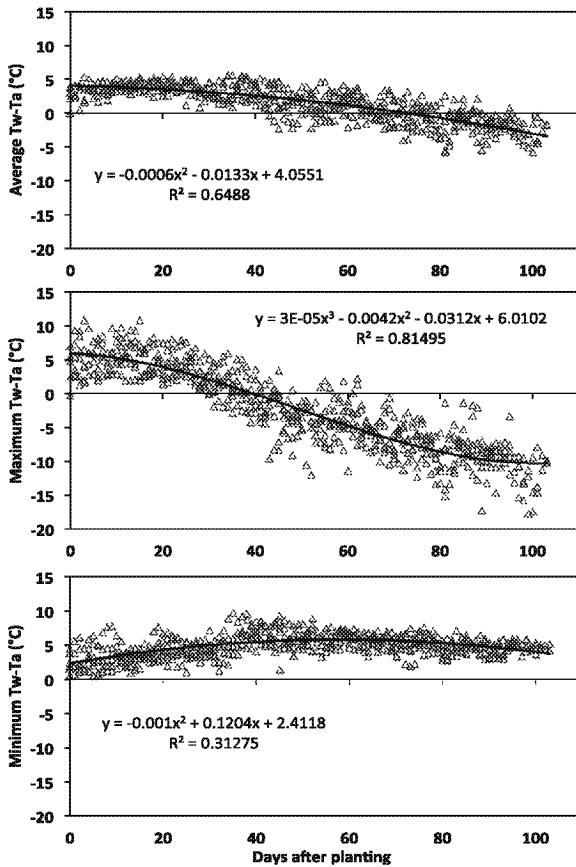 15
10
5
0
-5
-10
-15
-20
Average Tw-Ta (°C)
y = -0.0006x² - 0.0133x + 4.0551
R² = 0.6488
0 20 40 60 80 100
15
10
5
0
-5
-10
-15
-20
Maximum Tw-Ta (°C)
y = 3E-05x³ - 0.0042x² - 0.0312x + 6.0102
R² = 0.81495
0 20 40 60 80 100
15
10
5
0
-5
-10
-15
-20
Minimum Tw-Ta (°C)
y = -0.001x² + 0.1204x + 2.4118
R² = 0.31275
0 20 40 60 80 100
Days after planting